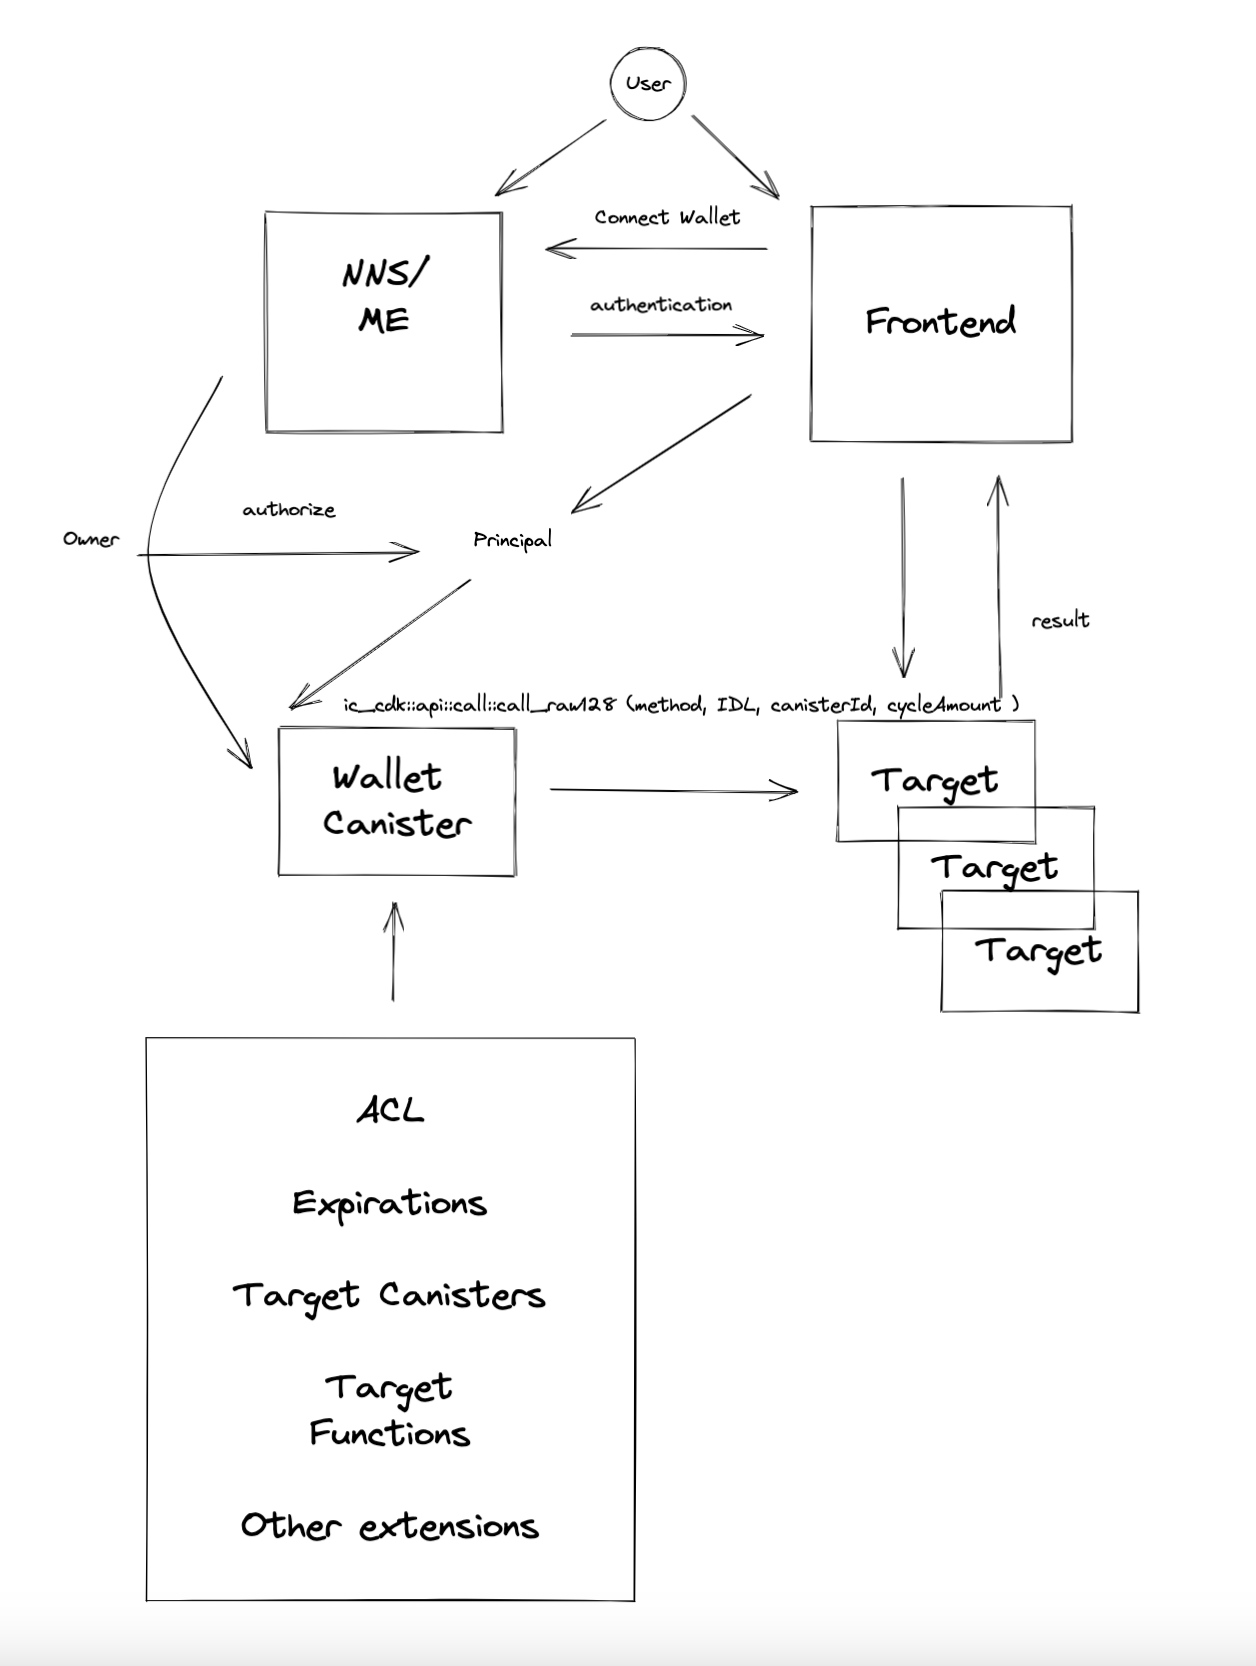 User
Connect Wallet
NNS/
ME
authentication
Frontend
authorize
Owner
Principal
result
ic_cdk::api::call::call_raw128 (method, IDL, canisterId, cycleAmount )
Wallet
Canister
Target
Target
Target
ACL
Expirations
Target Canisters
Target
Functions
Other extensions